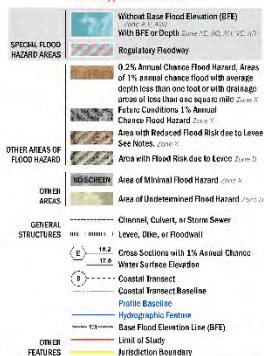 Without Base Flood Elevation (BFE)
Zone A, V, A99
With BFE or Depth Zone AE, AO, AH, VE, AR
SPECIAL FLOOD
HAZARD AREAS
Regulatory Floodway
0.2% Annual Chance Flood Hazard, Areas
of 1% annual chance flood with average
depth less than one foot or with drainage
areas of less than one square mile Zone X
Future Conditions 1% Annual
Chance Flood Hazard Zone X
Area with Reduced Flood Risk due to Levee
See Notes. Zone X
OTHER AREAS OF
FLOOD HAZARD
Area with Flood Risk due to Levee Zone D
NO SCREEN Area of Minimal Flood Hazard Zone X
OTHER
AREAS
Area of Undetermined Flood Hazard Zone D
GENERAL
STRUCTURES
Channel, Culvert, or Storm Sewer
Levee, Dike, or Floodwall
E 18.2 Cross Sections with 1% Annual Chance
17.5 Water Surface Elevation
8 Coastal Transect
Coastal Transect Baseline
Profile Baseline
Hydrographic Feature
Base Flood Elevation Line (BFE)
OTHER
FEATURES
Limit of Study
Jurisdiction Boundary